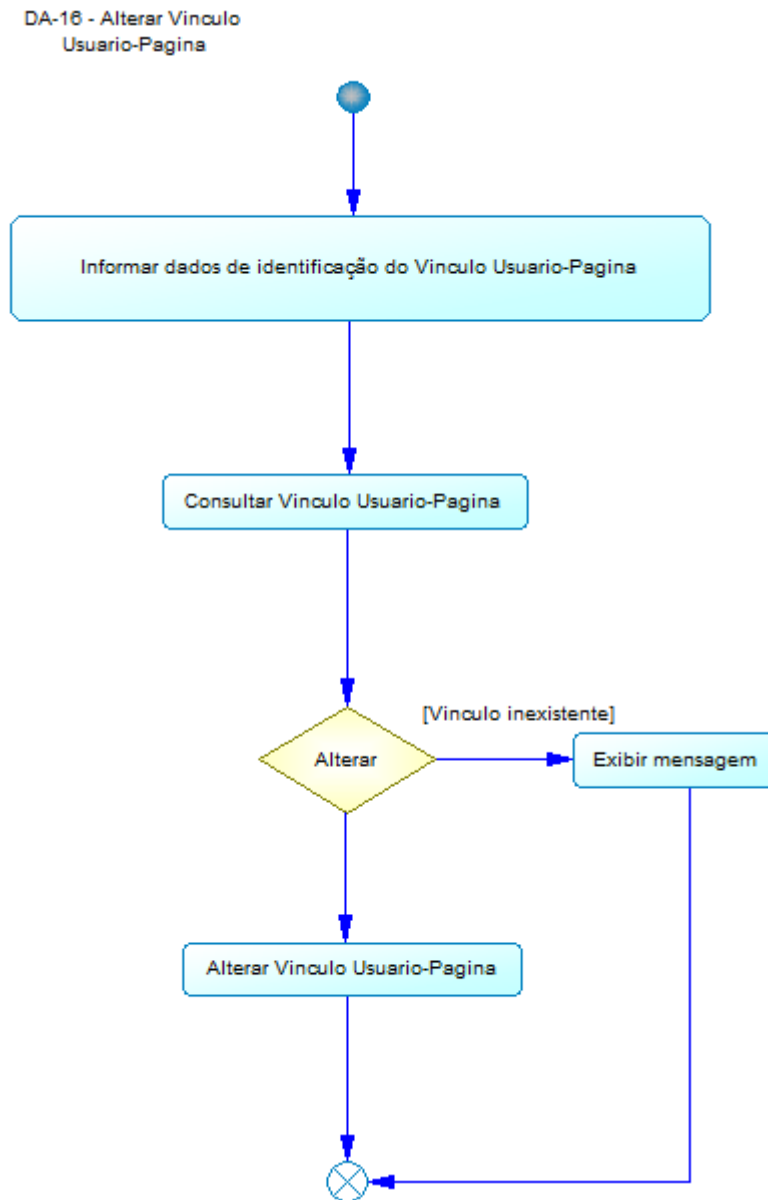 DA-16 - Alterar Vinculo
Usuario-Pagina
Informar dados de identificação do Vinculo Usuario-Pagina
Consultar Vinculo Usuario-Pagina
[Vinculo inexistente]
Alterar
Exibir mensagem
Alterar Vinculo Usuario-Pagina